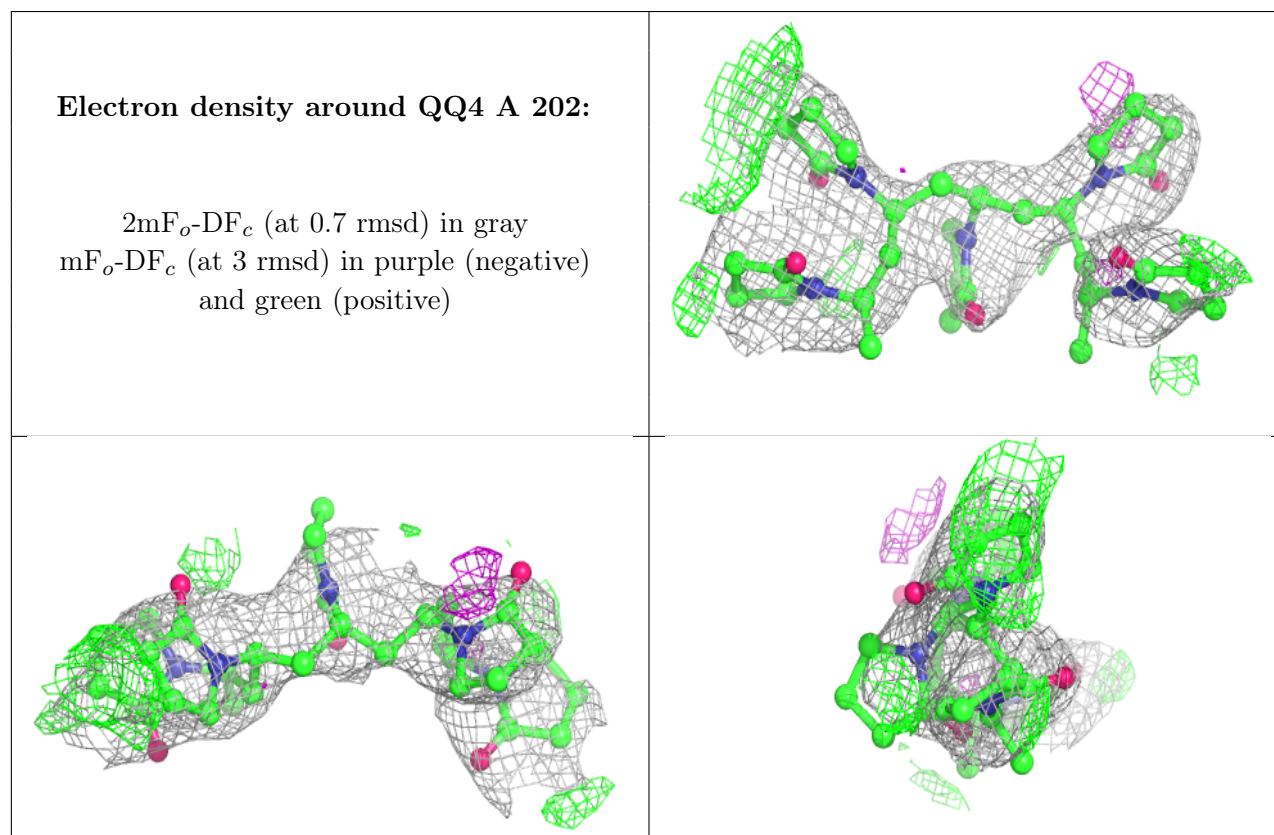 Electron density around QQ4 A 202:
2mFₒ-DF𝒸 (at 0.7 rmsd) in gray
mFₒ-DF𝒸 (at 3 rmsd) in purple (negative)
and green (positive)